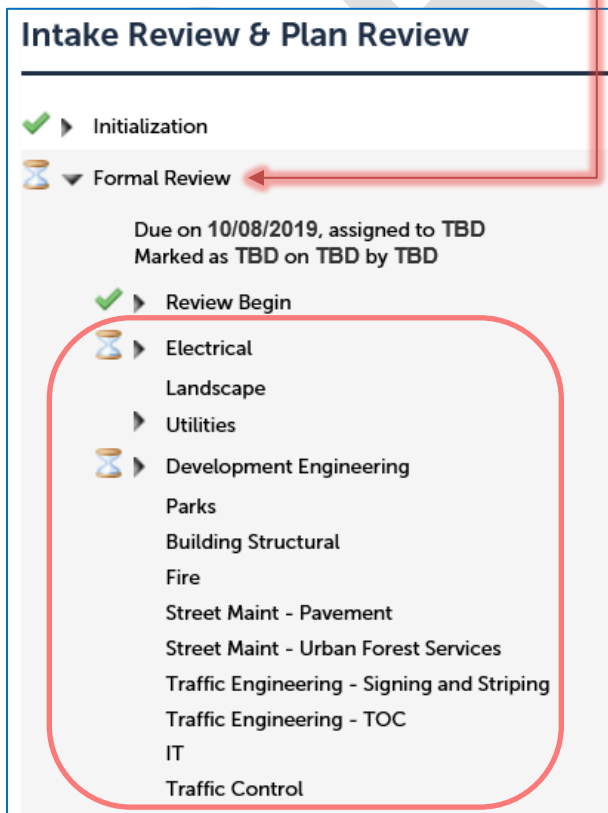 Intake Review & Plan Review
Initialization
Formal Review
Due on 10/08/2019, assigned to TBD
Marked as TBD on TBD by TBD
Review Begin
Electrical
Landscape
Utilities
Development Engineering
Parks
Building Structural
Fire
Street Maint - Pavement
Street Maint - Urban Forest Services
Traffic Engineering - Signing and Striping
Traffic Engineering - TOC
IT
Traffic Control